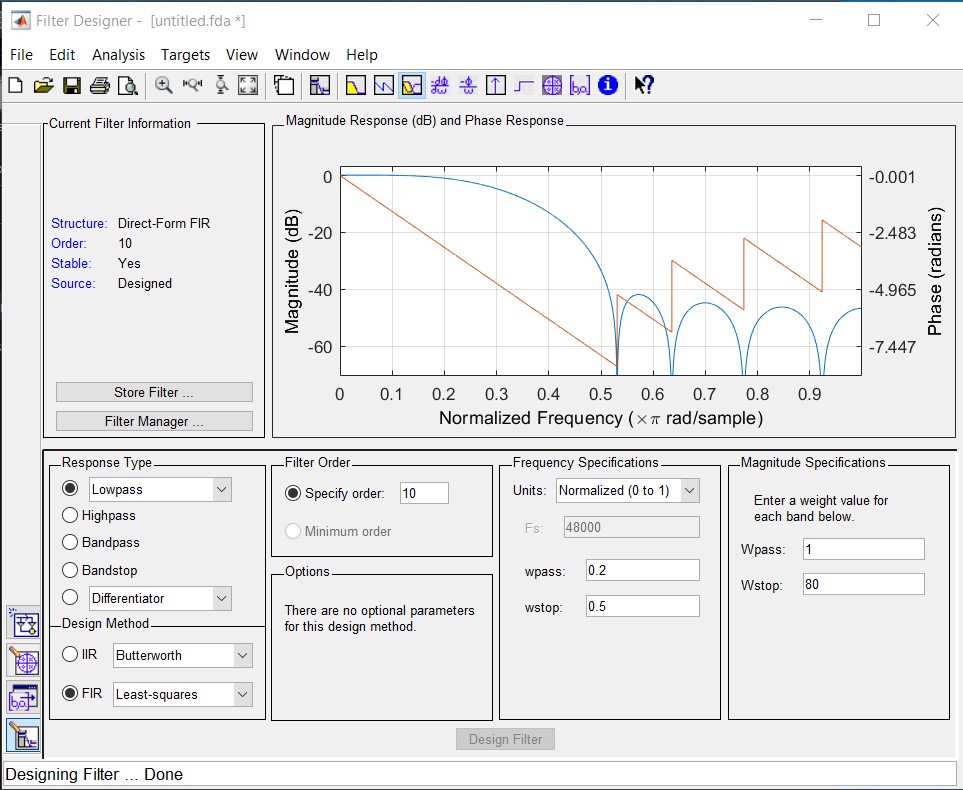 Filter Designer - [untitled.fda *]
File Edit Analysis Targets View Window Help
Current Filter Information
Structure: Direct-Form FIR
Order: 10
Stable: Yes
Source: Designed
Store Filter ...
Filter Manager ...
Magnitude Response (dB) and Phase Response
Magnitude (dB)
0
-20
-40
-60
0 0.1 0.2 0.3 0.4 0.5 0.6 0.7 0.8 0.9
Normalized Frequency (×π rad/sample)
-0.001
-2.483
-4.965
-7.447
Phase (radians)
Response Type
Lowpass
Highpass
Bandpass
Bandstop
Differentiator
Design Method
IIR Butterworth
FIR Least-squares
Filter Order
Specify order: 10
Minimum order
Options
There are no optional parameters
for this design method.
Frequency Specifications
Units: Normalized (0 to 1)
Fs: 48000
wpass: 0.2
wstop: 0.5
Magnitude Specifications
Enter a weight value for
each band below.
Wpass: 1
Wstop: 80
Design Filter
Designing Filter ... Done